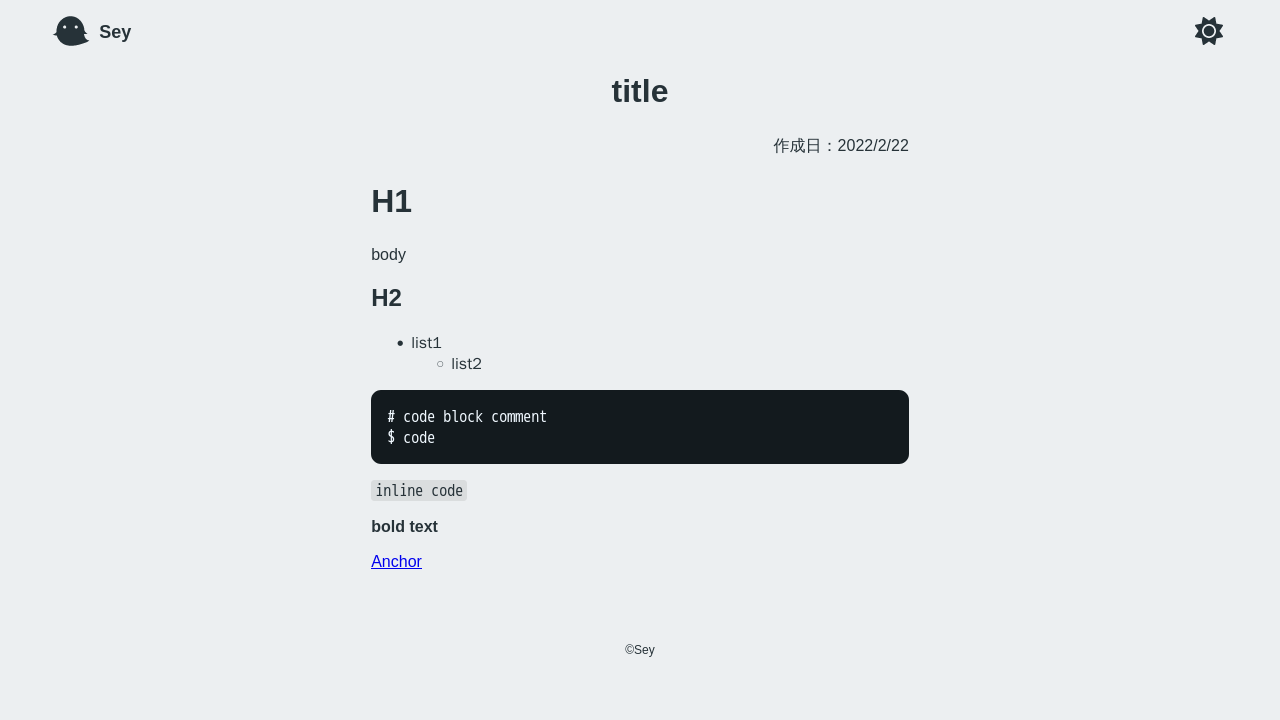 Sey
title
作成日：2022/2/22
H1
body
H2
list1
list2
# code block comment
$ code
inline code
bold text
Anchor
©Sey